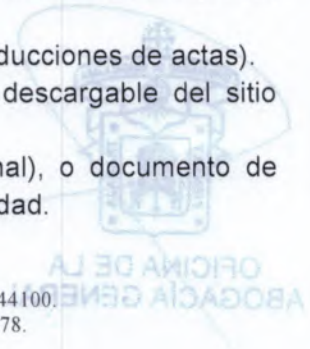 ducciones de actas).
descargable del sitio
nal), o documento de
dad.
OFICINA DE LA
ABOGACÍA GENERAL
44100.
78.